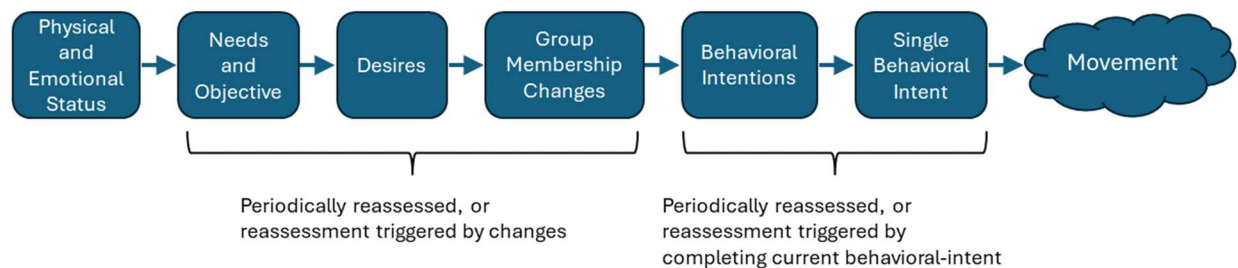 Physical
and
Emotional
Status
Needs
and
Objective
Desires
Group
Membership
Changes
Behavioral
Intentions
Single
Behavioral
Intent
Movement
Periodically reassessed, or
reassessment triggered by changes
Periodically reassessed, or
reassessment triggered by
completing current behavioral-intent